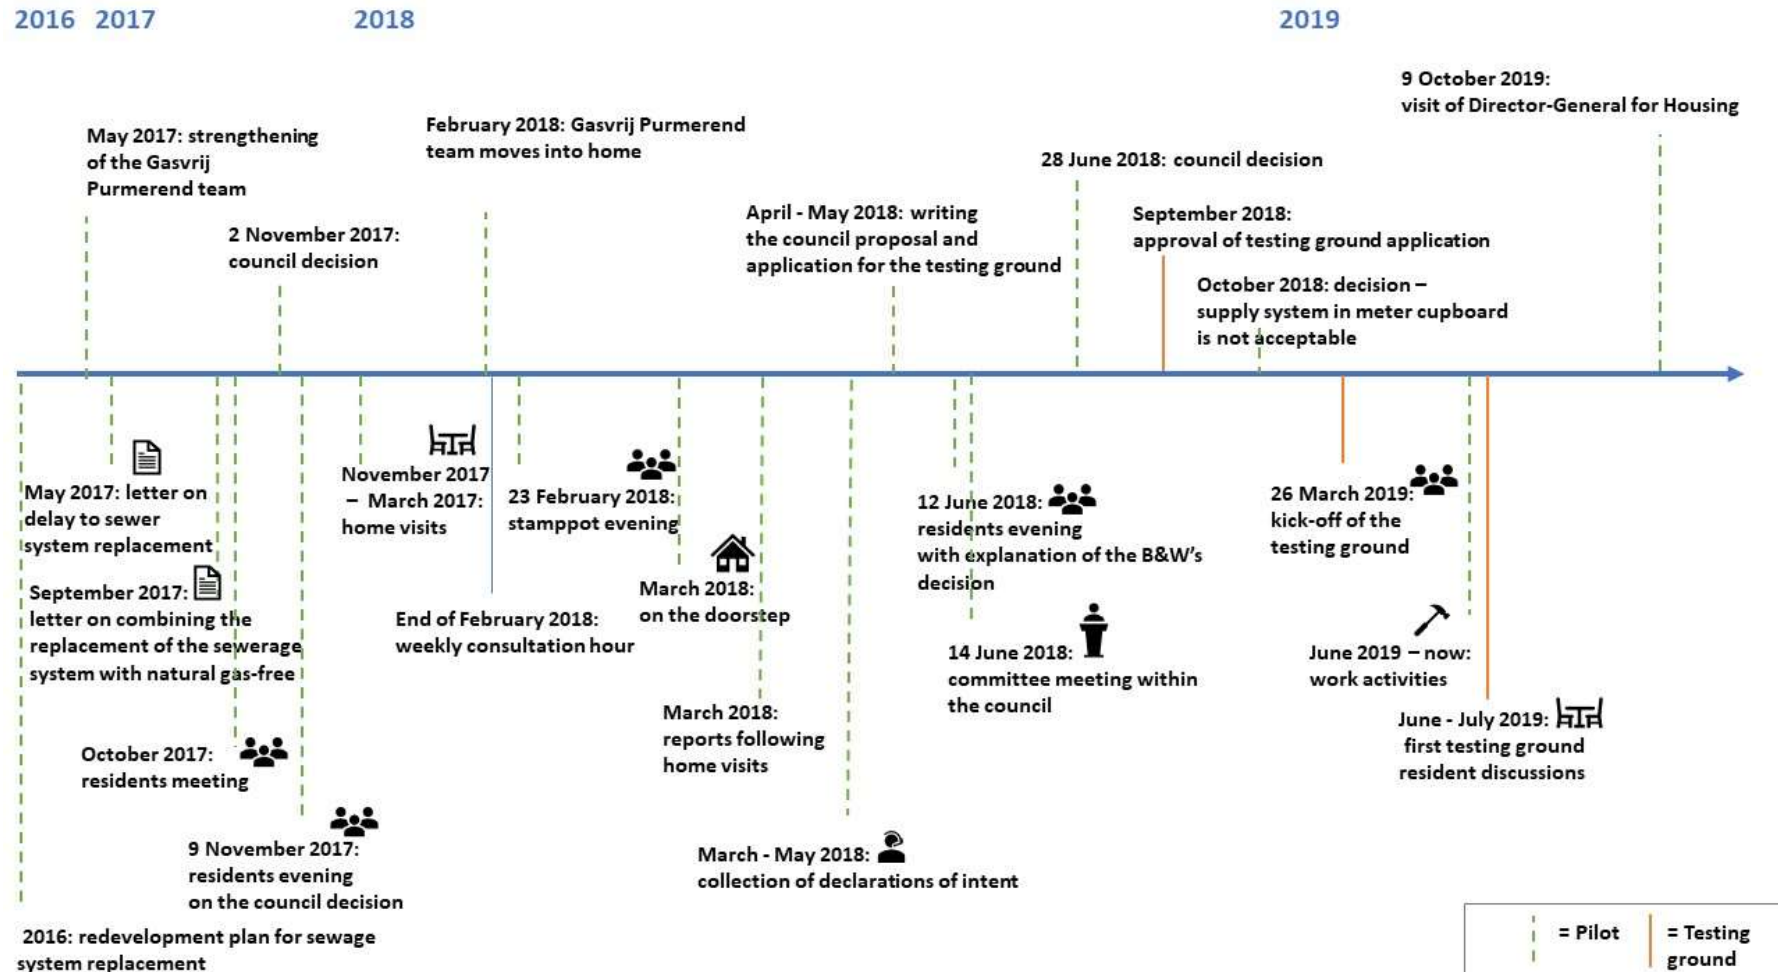 2016 2017 2018 2019
9 October 2019:
visit of Director-General for Housing
May 2017: strengthening
of the Gasvrij
Purmerend team
February 2018: Gasvrij Purmerend
team moves into home
28 June 2018: council decision
2 November 2017:
council decision
April - May 2018: writing
the council proposal and
application for the testing ground
September 2018:
approval of testing ground application
October 2018: decision –
supply system in meter cupboard
is not acceptable
May 2017: letter on
delay to sewer
system replacement
November 2017
– March 2017:
home visits
23 February 2018:
stamppot evening
12 June 2018:
residents evening
with explanation of the B&W's
decision
26 March 2019:
kick-off of the
testing ground
September 2017:
letter on combining the
replacement of the sewerage
system with natural gas-free
End of February 2018:
weekly consultation hour
March 2018:
on the doorstep
14 June 2018:
committee meeting within
the council
June 2019 – now:
work activities
October 2017:
residents meeting
March 2018:
reports following
home visits
June - July 2019:
first testing ground
resident discussions
9 November 2017:
residents evening
on the council decision
March - May 2018:
collection of declarations of intent
2016: redevelopment plan for sewage
system replacement
= Pilot
= Testing
ground